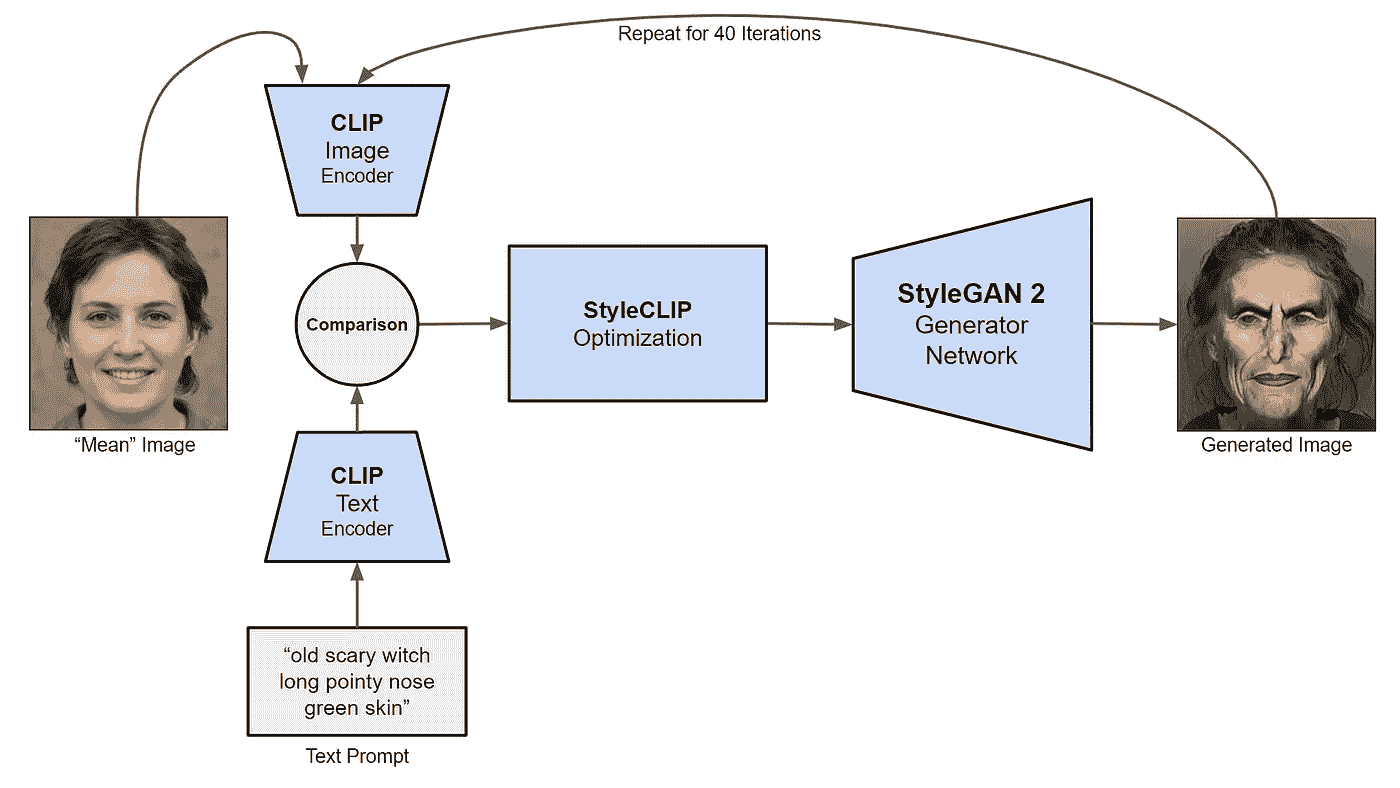 Repeat for 40 Iterations
CLIP
Image
Encoder
Comparison
StyleCLIP
Optimization
StyleGAN 2
Generator
Network
“Mean” Image
Generated Image
CLIP
Text
Encoder
“old scary witch
long pointy nose
green skin”
Text Prompt